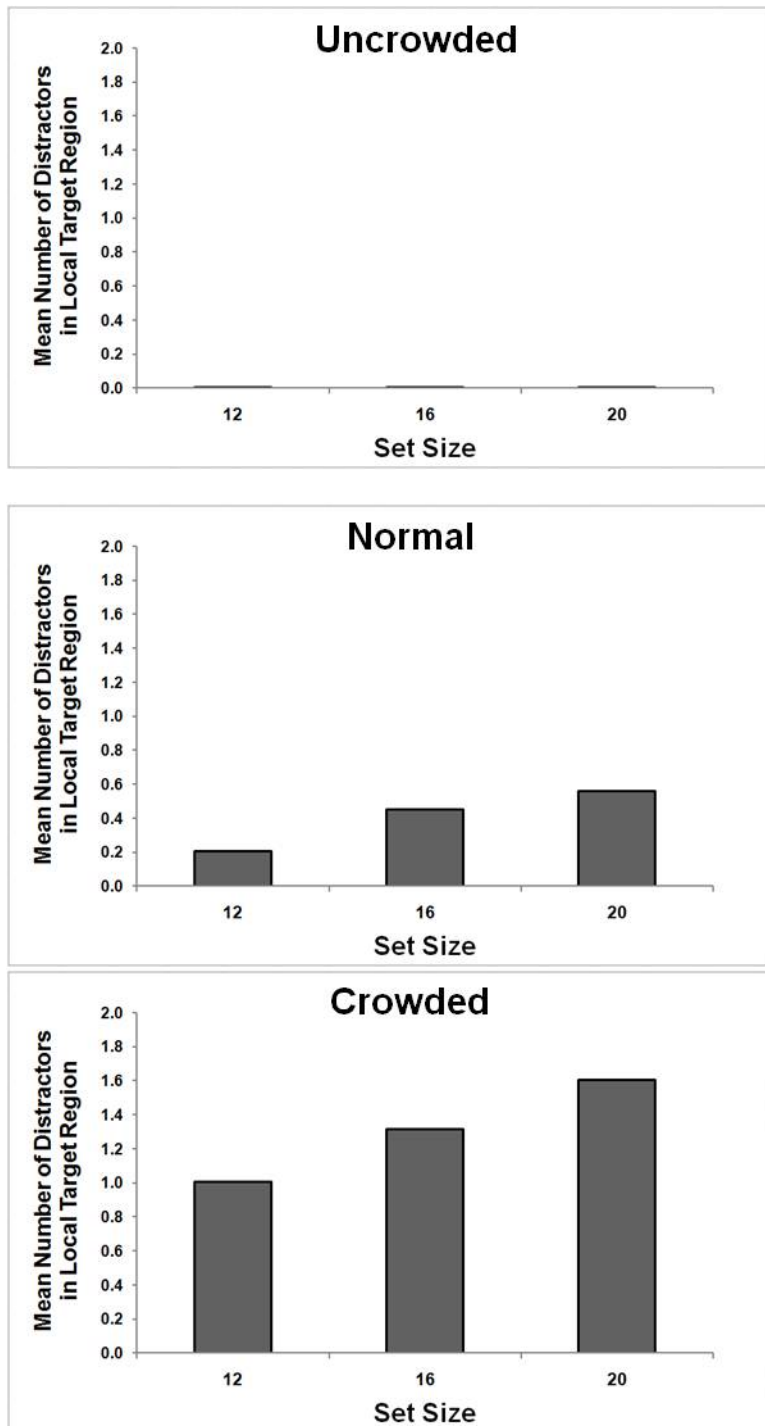 Uncrowded
Mean Number of Distractors
in Local Target Region
2.0
1.8
1.6
1.4
1.2
1.0
0.8
0.6
0.4
0.2
0.0
12 16 20
Set Size
Normal
Mean Number of Distractors
in Local Target Region
2.0
1.8
1.6
1.4
1.2
1.0
0.8
0.6
0.4
0.2
0.0
12 16 20
Set Size
Crowded
Mean Number of Distractors
in Local Target Region
2.0
1.8
1.6
1.4
1.2
1.0
0.8
0.6
0.4
0.2
0.0
12 16 20
Set Size